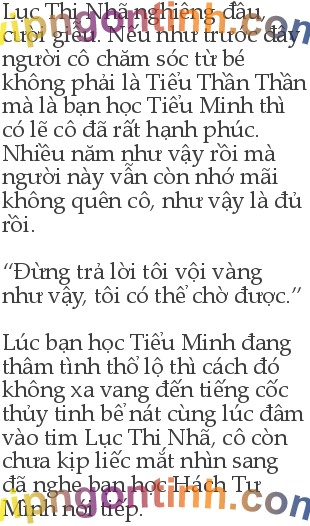 Lục Thị Nhã nghiêng đầu,
cười giễu. Nếu như trước đây
người cô chăm sóc từ bé
không phải là Tiểu Thần Thần
mà là bạn học Tiểu Minh thì
có lẽ cô đã rất hạnh phúc.
Nhiều năm như vậy rồi mà
người này vẫn còn nhớ mãi
không quên cô, như vậy là đủ
rồi.
“Đừng trả lời tôi vội vàng
như vậy, tôi có thể chờ được.”
Lúc bạn học Tiểu Minh đang
thâm tình thổ lộ thì cách đó
không xa vang đến tiếng cốc
thủy tinh bể nát cùng lúc đâm
vào tim Lục Thị Nhã, cô còn
chưa kịp liếc mắt nhìn sang
đã nghe bạn học Hách Tự
Minh nói tiếp.
vipngontinh.com
vipngontinh.com